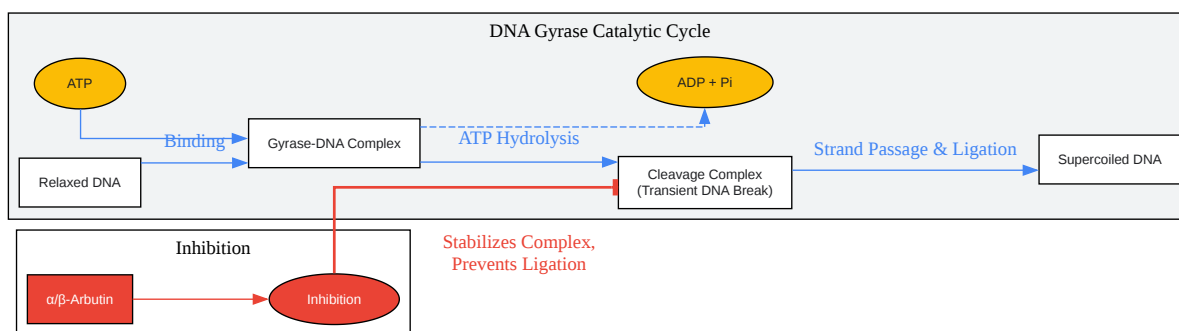 DNA Gyrase Catalytic Cycle
ATP
ADP + Pi
Binding
Gyrase-DNA Complex
ATP Hydrolysis
Relaxed DNA
Cleavage Complex
(Transient DNA Break)
Strand Passage & Ligation
Supercoiled DNA
Inhibition
Stabilizes Complex,
Prevents Ligation
α/β-Arbutin
Inhibition